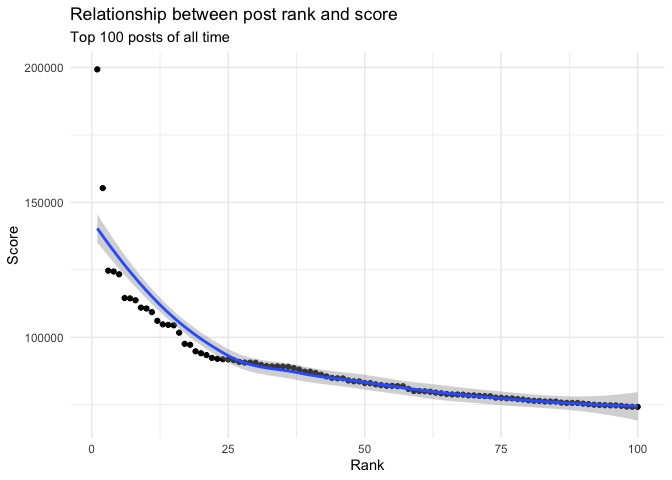 Relationship between post rank and score
Top 100 posts of all time
200000
150000
100000
Score
0 25 50 75 100
Rank